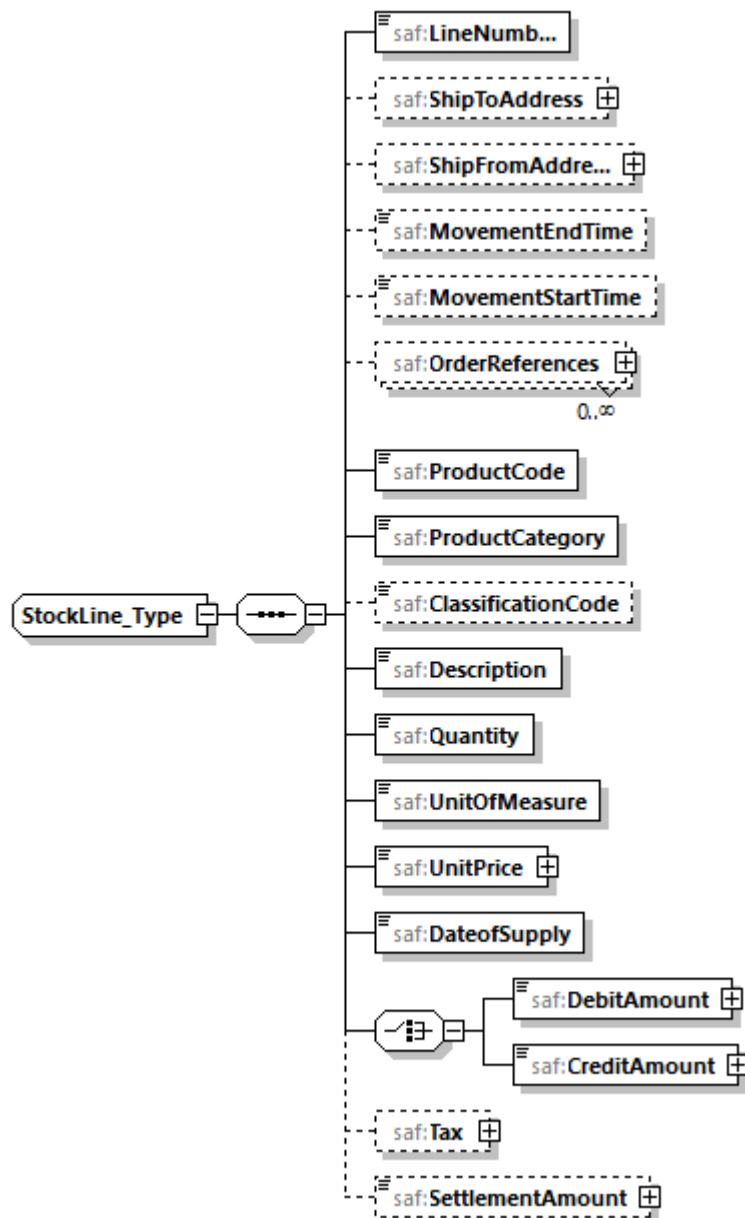 saf:LineNumb...
saf:ShipToAddress
saf:ShipFromAddre...
saf:MovementEndTime
saf:MovementStartTime
saf:OrderReferences
0..∞
saf:ProductCode
saf:ProductCategory
saf:ClassificationCode
StockLine_Type
saf:Description
saf:Quantity
saf:UnitOfMeasure
saf:UnitPrice
saf:DateofSupply
saf:DebitAmount
saf:CreditAmount
saf:Tax
saf:SettlementAmount